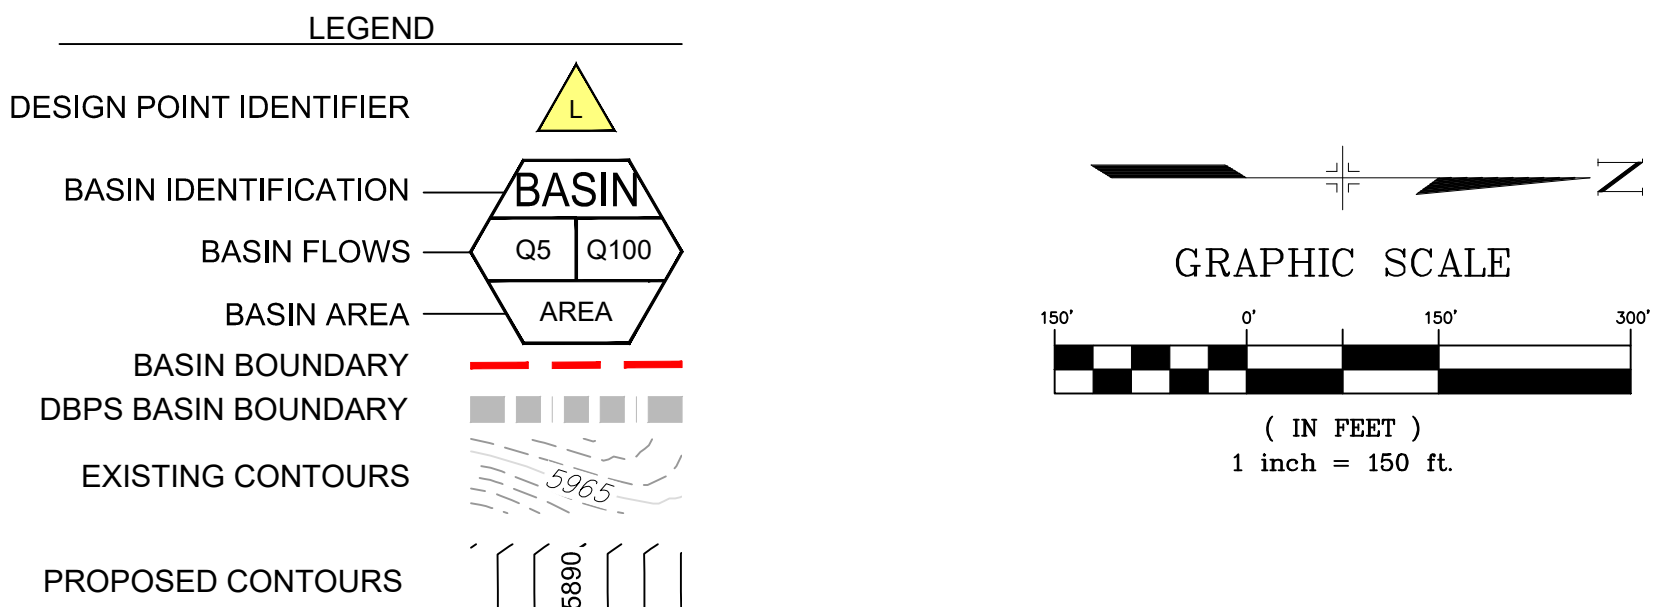 LEGEND
DESIGN POINT IDENTIFIER
L
BASIN IDENTIFICATION
BASIN
BASIN FLOWS
Q5 Q100
BASIN AREA
AREA
BASIN BOUNDARY
DBPS BASIN BOUNDARY
EXISTING CONTOURS
5965
PROPOSED CONTOURS
5890
N
GRAPHIC SCALE
150' 0' 150' 300'
( IN FEET )
1 inch = 150 ft.